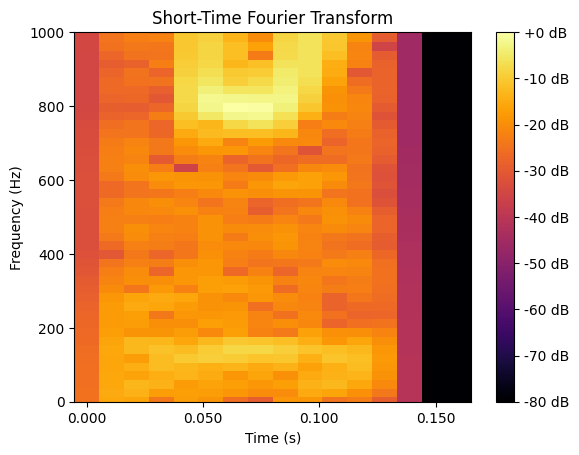 Short-Time Fourier Transform
1000
800
600
400
200
0
Frequency (Hz)
0.000
0.050
0.100
0.150
Time (s)
+0 dB
-10 dB
-20 dB
-30 dB
-40 dB
-50 dB
-60 dB
-70 dB
-80 dB